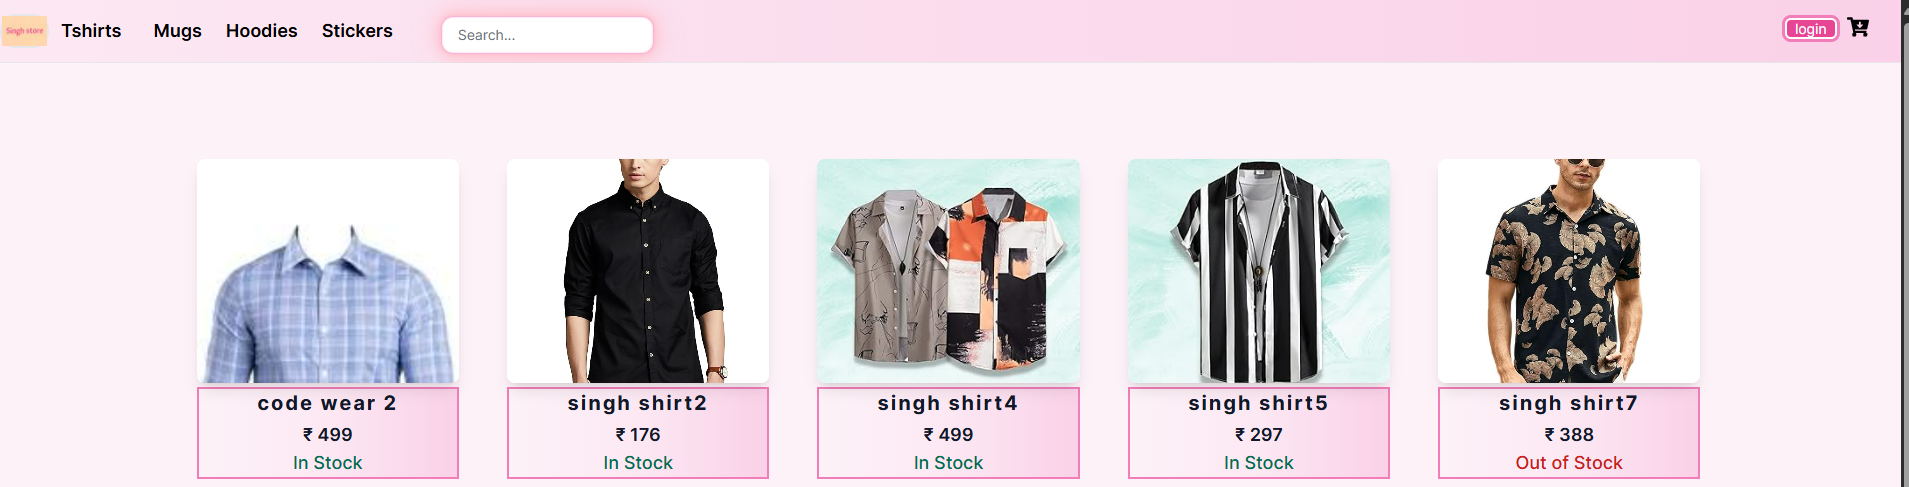 Singh store
Tshirts Mugs Hoodies Stickers Search... login
code wear 2 singh shirt2 singh shirt4 singh shirt5 singh shirt7
₹ 499 ₹ 176 ₹ 499 ₹ 297 ₹ 388
In Stock In Stock In Stock In Stock Out of Stock